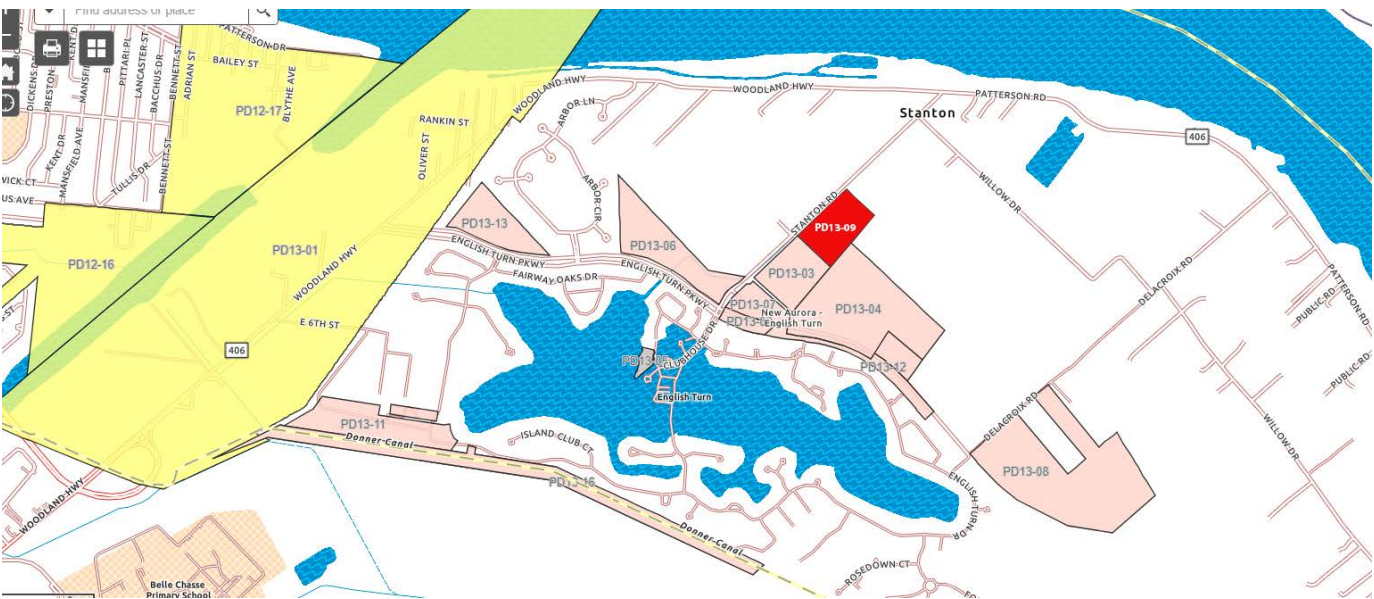 Find address or place
PATTERSON-DR
BAILEY ST
DICKENS-DR
PRESTON
KENT-D
MANSFI
PITTARI-PL
LANCASTER-ST
BACCHUS-DR
BENNETT-ST
ADRIAN ST
BLYTHE AVE
PD12-17
KENT-DR
MANSFIELD-AVE
TULLIS-DR
BENNETT-ST
WICK-CT
US-AVE
RANKIN ST
OLIVER ST
WOODLAND HWY
ARBOR-LN
ARBOR-CIR
WOODLAND-HWY
PATTERSON-RD
Stanton
406
WILLOW-DR
PD12-16
PD13-01
WOODLAND HWY
E 6TH ST
406
PD13-13
ENGLISH-TURN-PKWY
FAIRWAY-OAKS-DR
PD13-06
ENGLISH-TURN-PKWY
STANTON-RD
PD13-09
PD13-03
PD13-04
PD13-07
New Aurora -
English Turn
CLUBHOUSE-DR
English Turn
PD13-12
DELACROIX-RD
PATTERSON-RD
PUBLIC-RD
PUBLIC-RD
WILLOW-DR
DELACROIX-RD
PD13-08
PD13-11
Donner-Canal
ISLAND-CLUB-CT
PD13-16
ENGLISH-TURN-DR
Donner-Canal
ROSEDOWN-CT
WOODLAND-HWY
Belle Chasse
Primary School